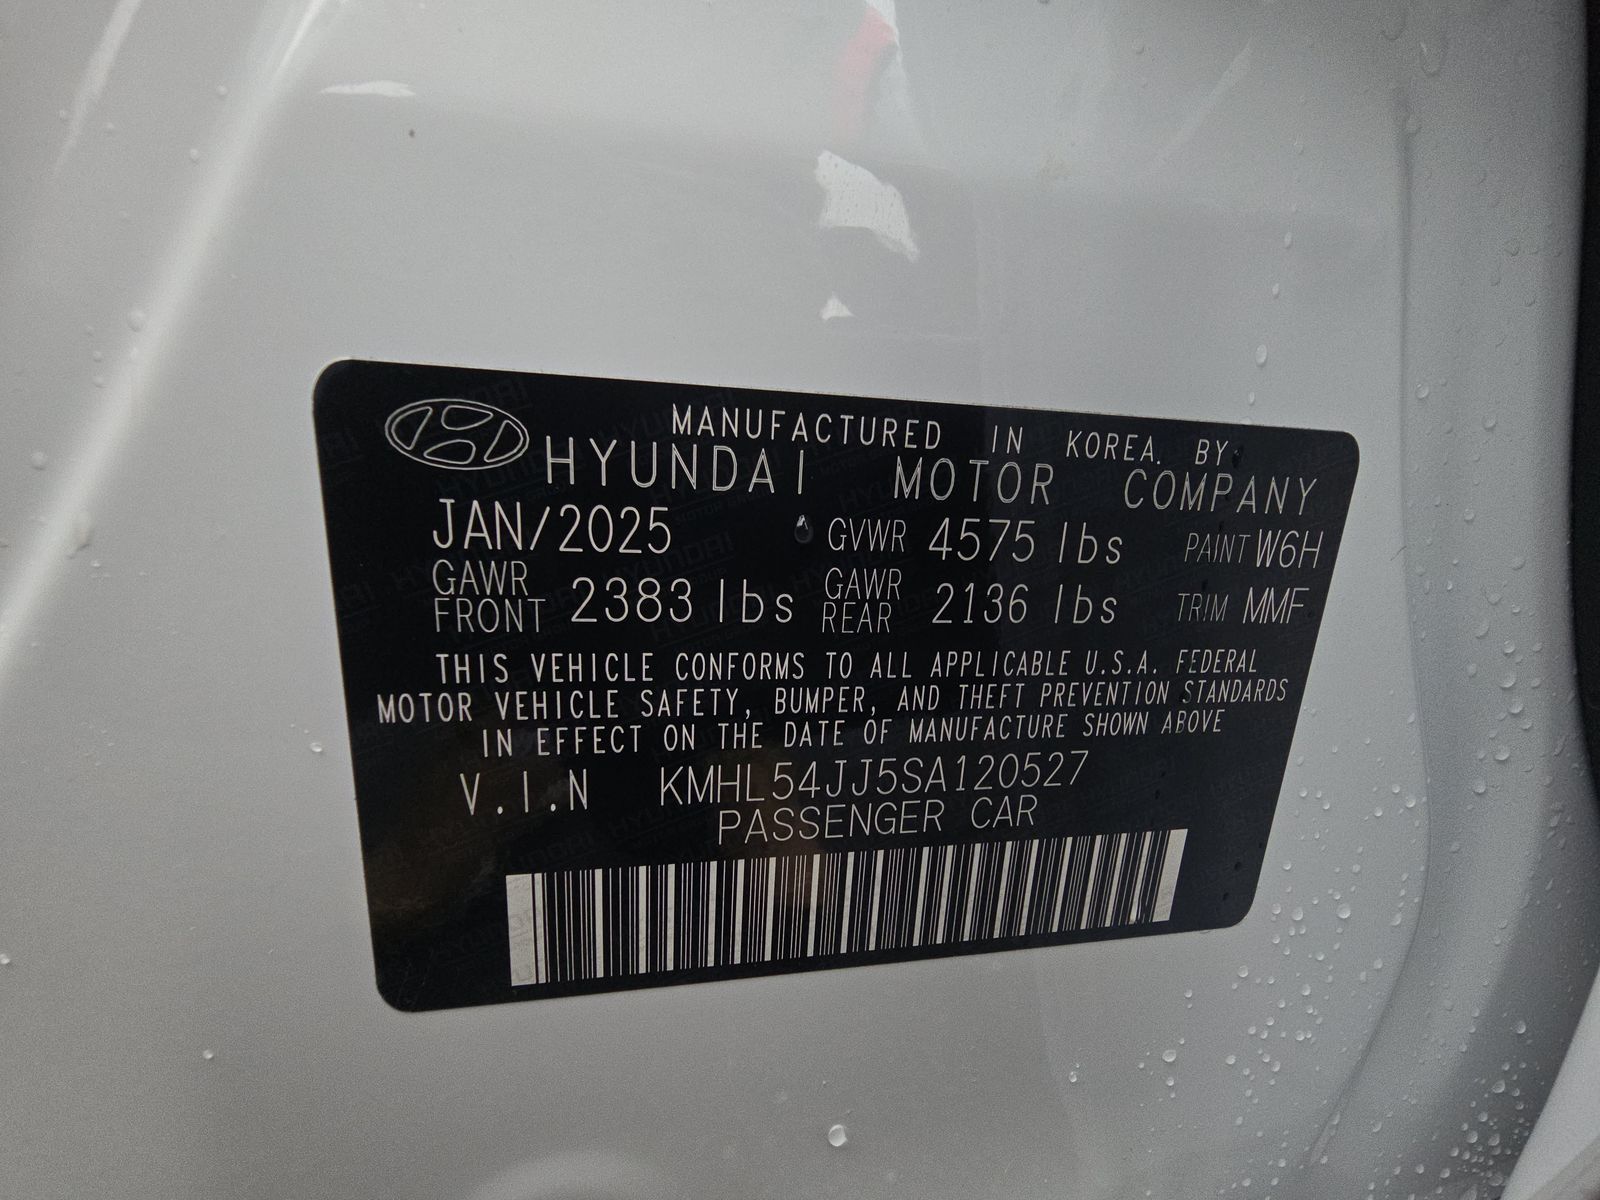 MANUFACTURED IN KOREA. BY
HYUNDAI MOTOR COMPANY
JAN/2025 GVWR 4575 lbs PAINT W6H
GAWR FRONT 2383 lbs GAWR REAR 2136 lbs TRIM MMF
THIS VEHICLE CONFORMS TO ALL APPLICABLE U.S.A. FEDERAL
MOTOR VEHICLE SAFETY, BUMPER, AND THEFT PREVENTION STANDARDS
IN EFFECT ON THE DATE OF MANUFACTURE SHOWN ABOVE
V.I.N KMHL54JJ5SA120527
PASSENGER CAR